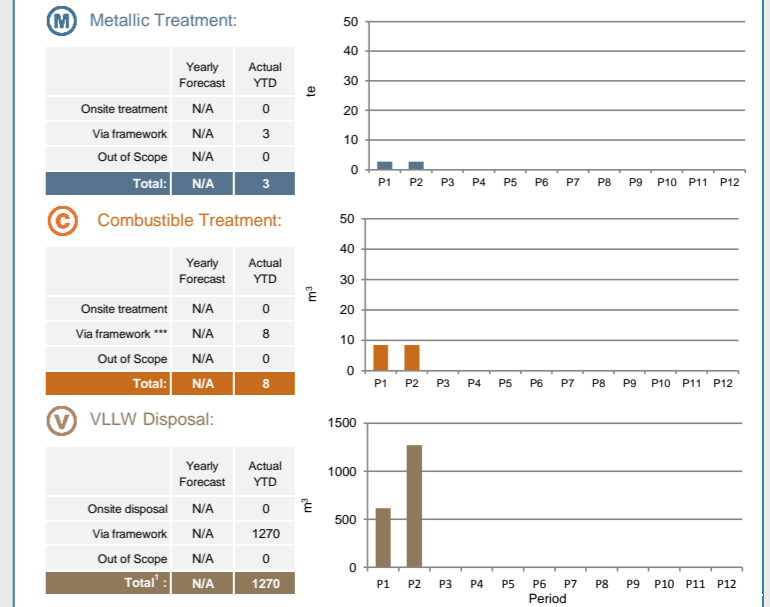 M Metallic Treatment:
Yearly Forecast Actual YTD
Onsite treatment N/A 0
Via framework N/A 3
Out of Scope N/A 0
Total: N/A 3
50
40
30
20
10
0
te
P1 P2 P3 P4 P5 P6 P7 P8 P9 P10 P11 P12
C Combustible Treatment:
Yearly Forecast Actual YTD
Onsite treatment N/A 0
Via framework *** N/A 8
Out of Scope N/A 0
Total: N/A 8
50
40
30
20
10
0
m³
P1 P2 P3 P4 P5 P6 P7 P8 P9 P10 P11 P12
V VLLW Disposal:
Yearly Forecast Actual YTD
Onsite disposal N/A 0
Via framework N/A 1270
Out of Scope N/A 0
Total¹ : N/A 1270
1500
1000
500
0
m³
P1 P2 P3 P4 P5 P6 P7 P8 P9 P10 P11 P12
Period